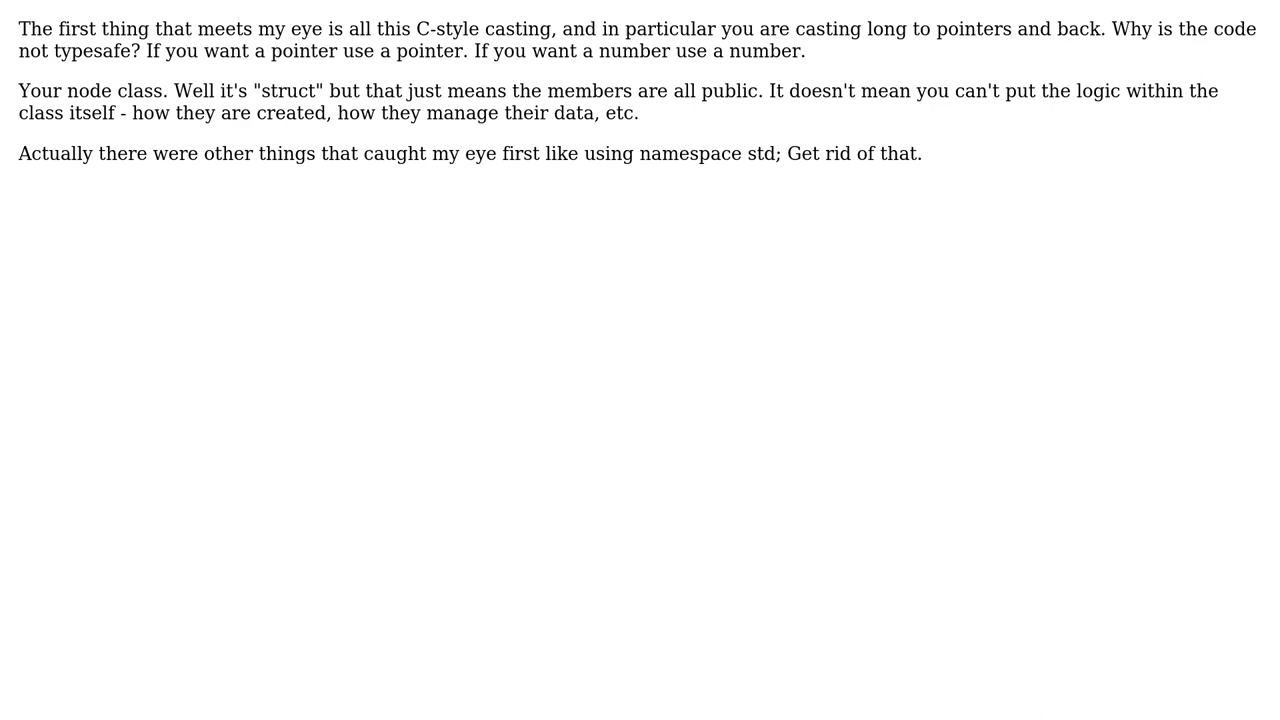 The first thing that meets my eye is all this C-style casting, and in particular you are casting long to pointers and back. Why is the code
not typesafe? If you want a pointer use a pointer. If you want a number use a number.
Your node class. Well it's "struct" but that just means the members are all public. It doesn't mean you can't put the logic within the
class itself - how they are created, how they manage their data, etc.
Actually there were other things that caught my eye first like using namespace std; Get rid of that.